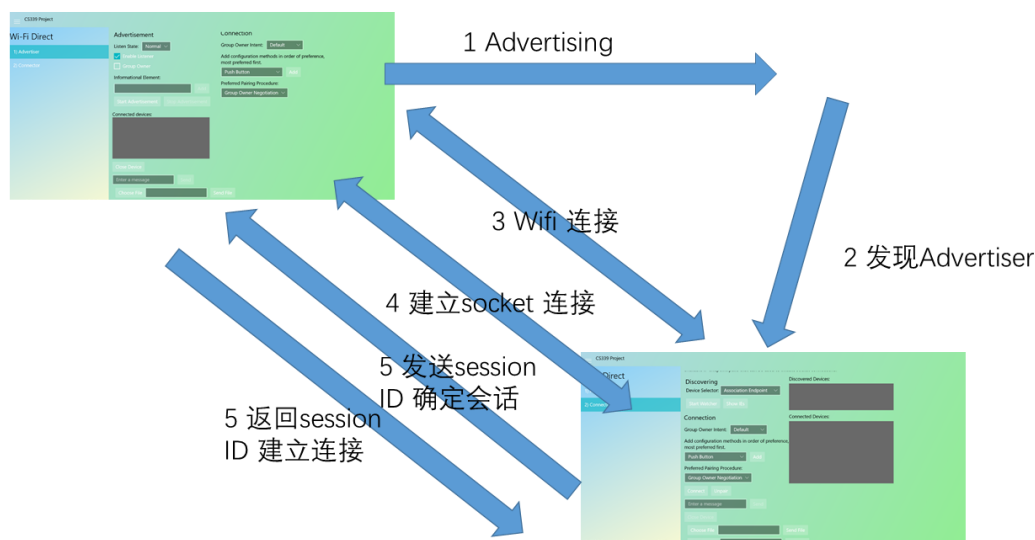 CS339 Project
Wi-Fi Direct
1) Advertiser
2) Connector
Advertisement
Listen State: Normal
Enable Listener
Group Owner
Informational Element:
Start Advertisement
Connected devices:
Close Device
Enter a message
Choose File
Send File
Connection
Group Owner Intent: Default
Add configuration methods in order of preference,
most preferred first.
Push Button
Add
Preferred Pairing Procedure:
Group Owner Negotiation
1 Advertising
2 发现Advertiser
3 Wifi 连接
4 建立socket 连接
5 发送session
ID 确定会话
5 返回session
ID 建立连接
CS339 Project
Direct
Discovering
Device Selector: Association Endpoint
Start Watcher
Connection
Group Owner Intent: Default
Add configuration methods in order of preference,
most preferred first.
Push Button
Add
Preferred Pairing Procedure:
Group Owner Negotiation
Connect
Unpair
Enter a message
Choose File
Send File
Discovered Devices:
Connected Devices: